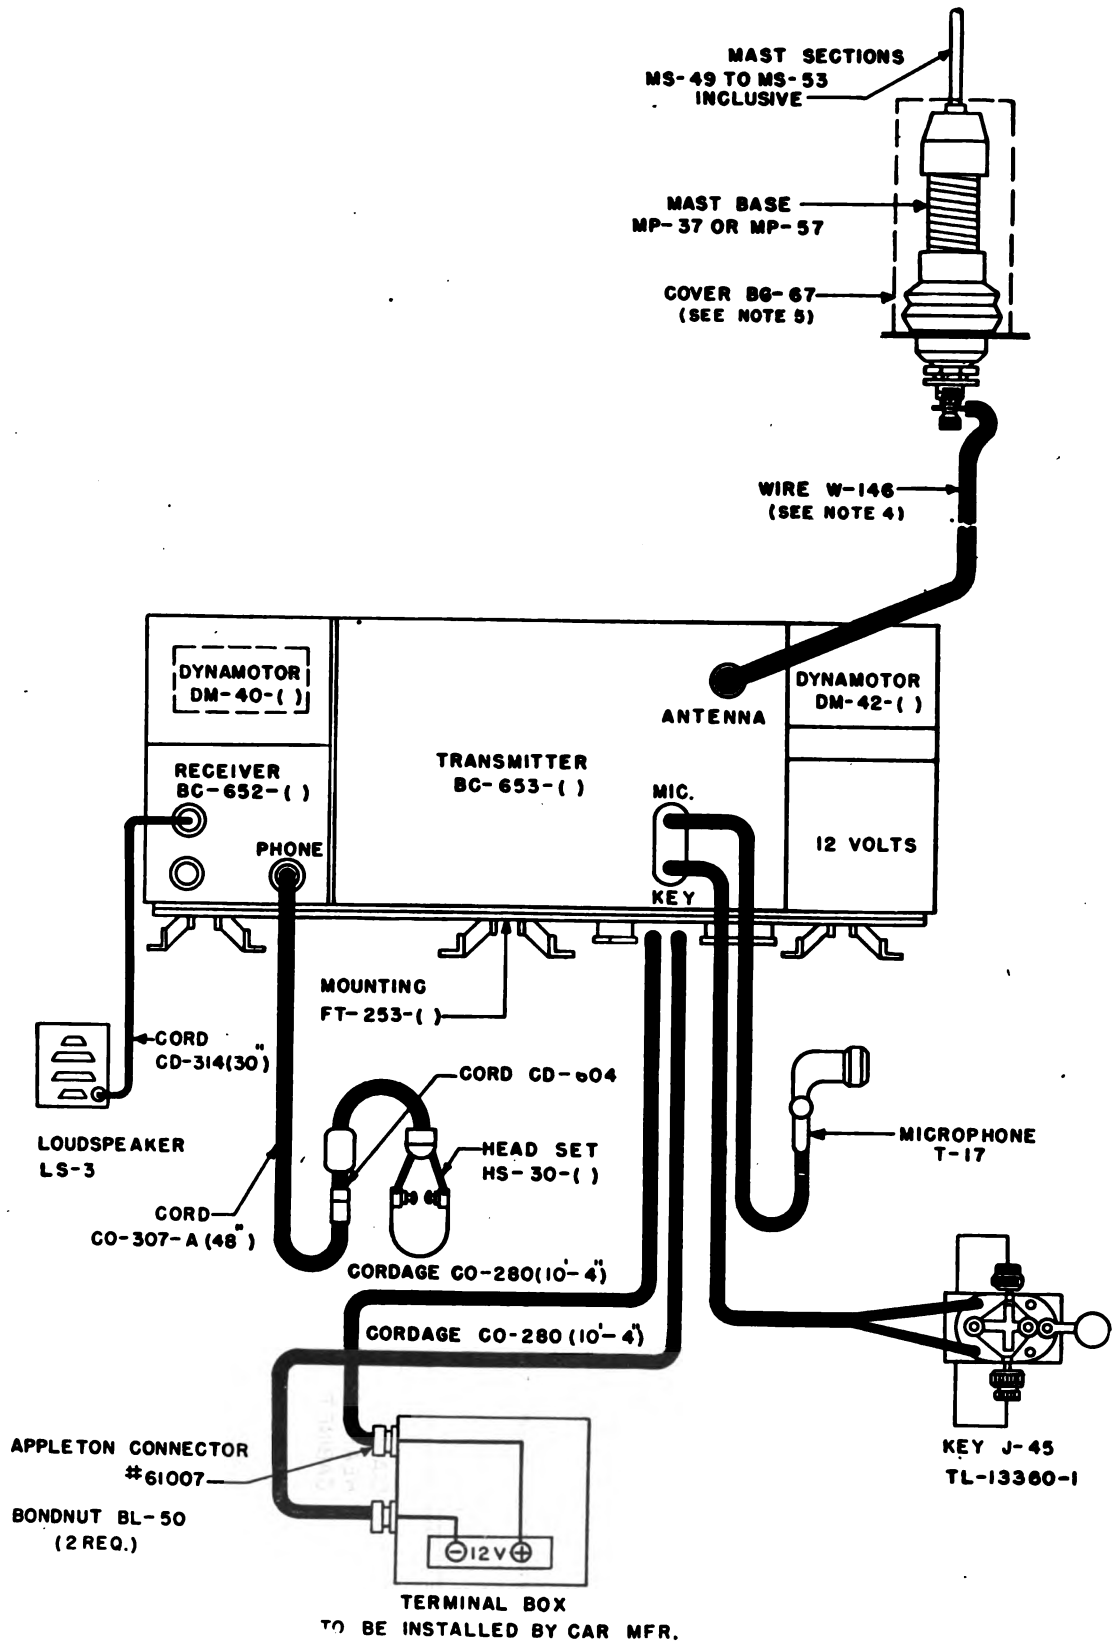 MAST SECTIONS
MS-49 TO MS-53
INCLUSIVE
MAST BASE
MP-37 OR MP-57
COVER BG-67
(SEE NOTE 5)
WIRE W-146
(SEE NOTE 4)
DYNAMOTOR
DM-40-( )
ANTENNA
DYNAMOTOR
DM-42-( )
RECEIVER
BC-652-( )
TRANSMITTER
BC-653-( )
MIC.
PHONE
12 VOLTS
KEY
MOUNTING
FT-253-( )
CORD
CD-314(30")
CORD CD-604
LOUDSPEAKER
LS-3
HEAD SET
HS-30-( )
MICROPHONE
T-17
CORD
CO-307-A (48")
CORDAGE CO-280(10'-4")
CORDAGE CO-280 (10'-4")
APPLETON CONNECTOR
#61007
KEY J-45
TL-13360-1
BONDNUT BL-50
(2 REQ.)
12V
TERMINAL BOX
TO BE INSTALLED BY CAR MFR.